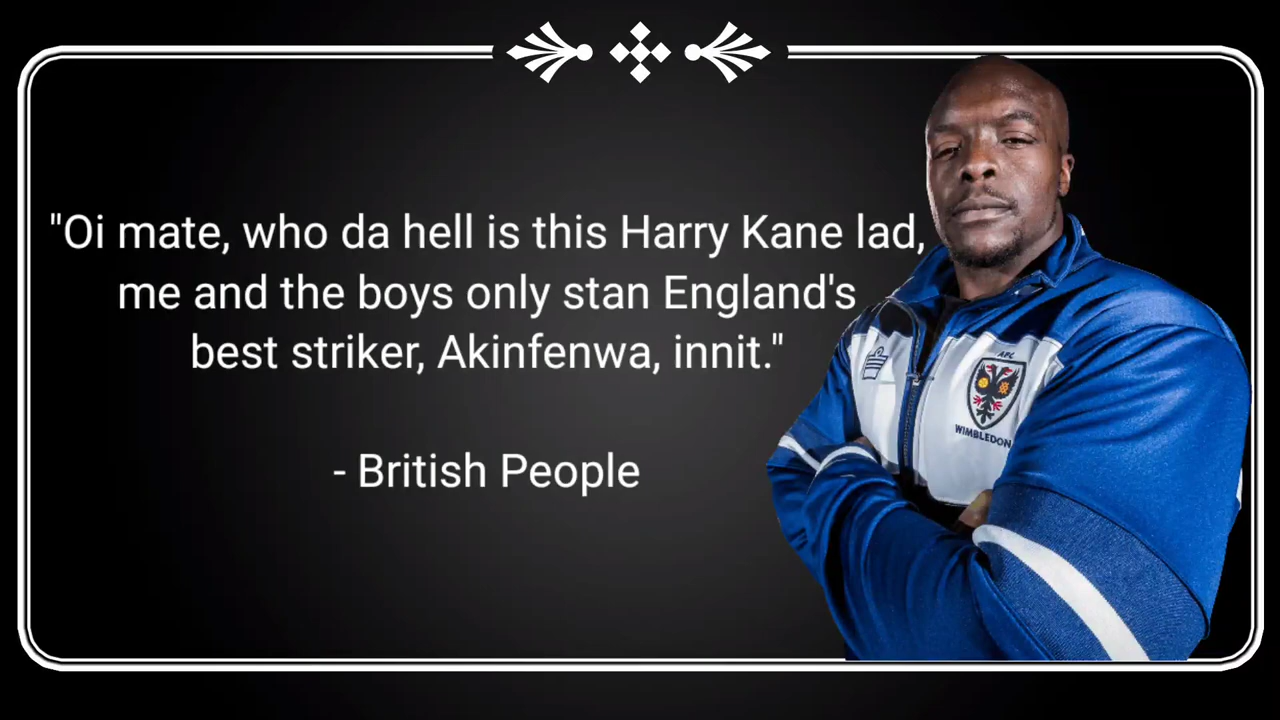 "Oi mate, who da hell is this Harry Kane lad,
me and the boys only stan England's
best striker, Akinfenwa, innit."
- British People
AFC
WIMBLEDON